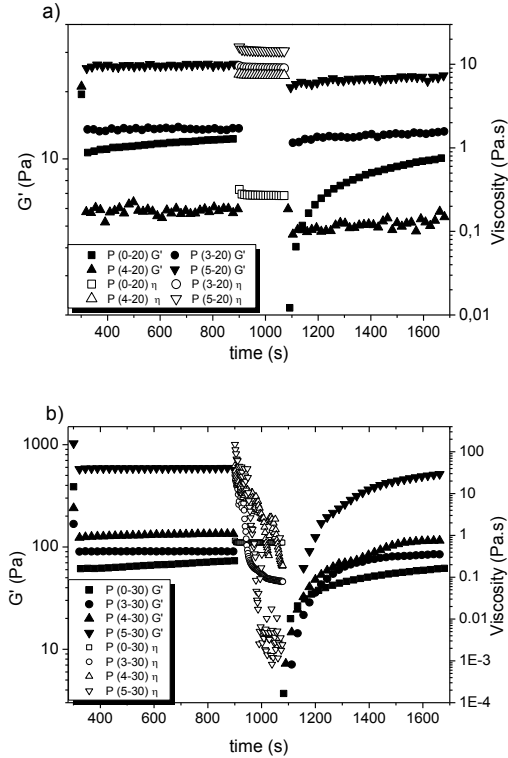 a)
10
G' (Pa)
10
1
0,1
0,01
Viscosity (Pa.s)
P (0-20) G' P (3-20) G'
P (4-20) G' P (5-20) G'
P (0-20) η P (3-20) η
P (4-20) η P (5-20) η
400 600 800 1000 1200 1400 1600
time (s)
b)
1000
100
10
G' (Pa)
100
10
1
0.1
0.01
1E-3
1E-4
Viscosity (Pa.s)
P (0-30) G'
P (3-30) G'
P (4-30) G'
P (5-30) G'
P (0-30) η
P (3-30) η
P (4-30) η
P (5-30) η
400 600 800 1000 1200 1400 1600
time (s)